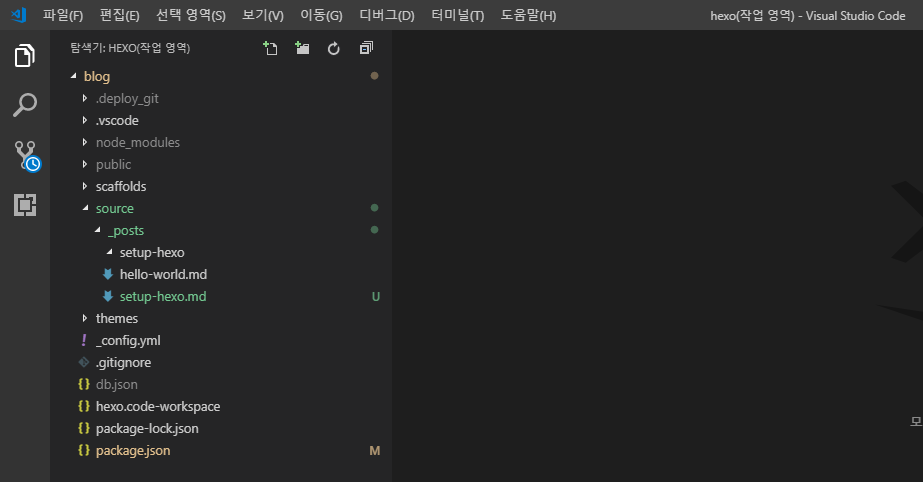 파일(F) 편집(E) 선택 영역(S) 보기(V) 이동(G) 디버그(D) 터미널(T) 도움말(H) hexo(작업 영역) - Visual Studio Code
탐색기: HEXO(작업 영역)
blog
.deploy_git
.vscode
node_modules
public
scaffolds
source
_posts
setup-hexo
hello-world.md
setup-hexo.md U
themes
! _config.yml
.gitignore
{} db.json
{} hexo.code-workspace
{} package-lock.json
{} package.json M
모